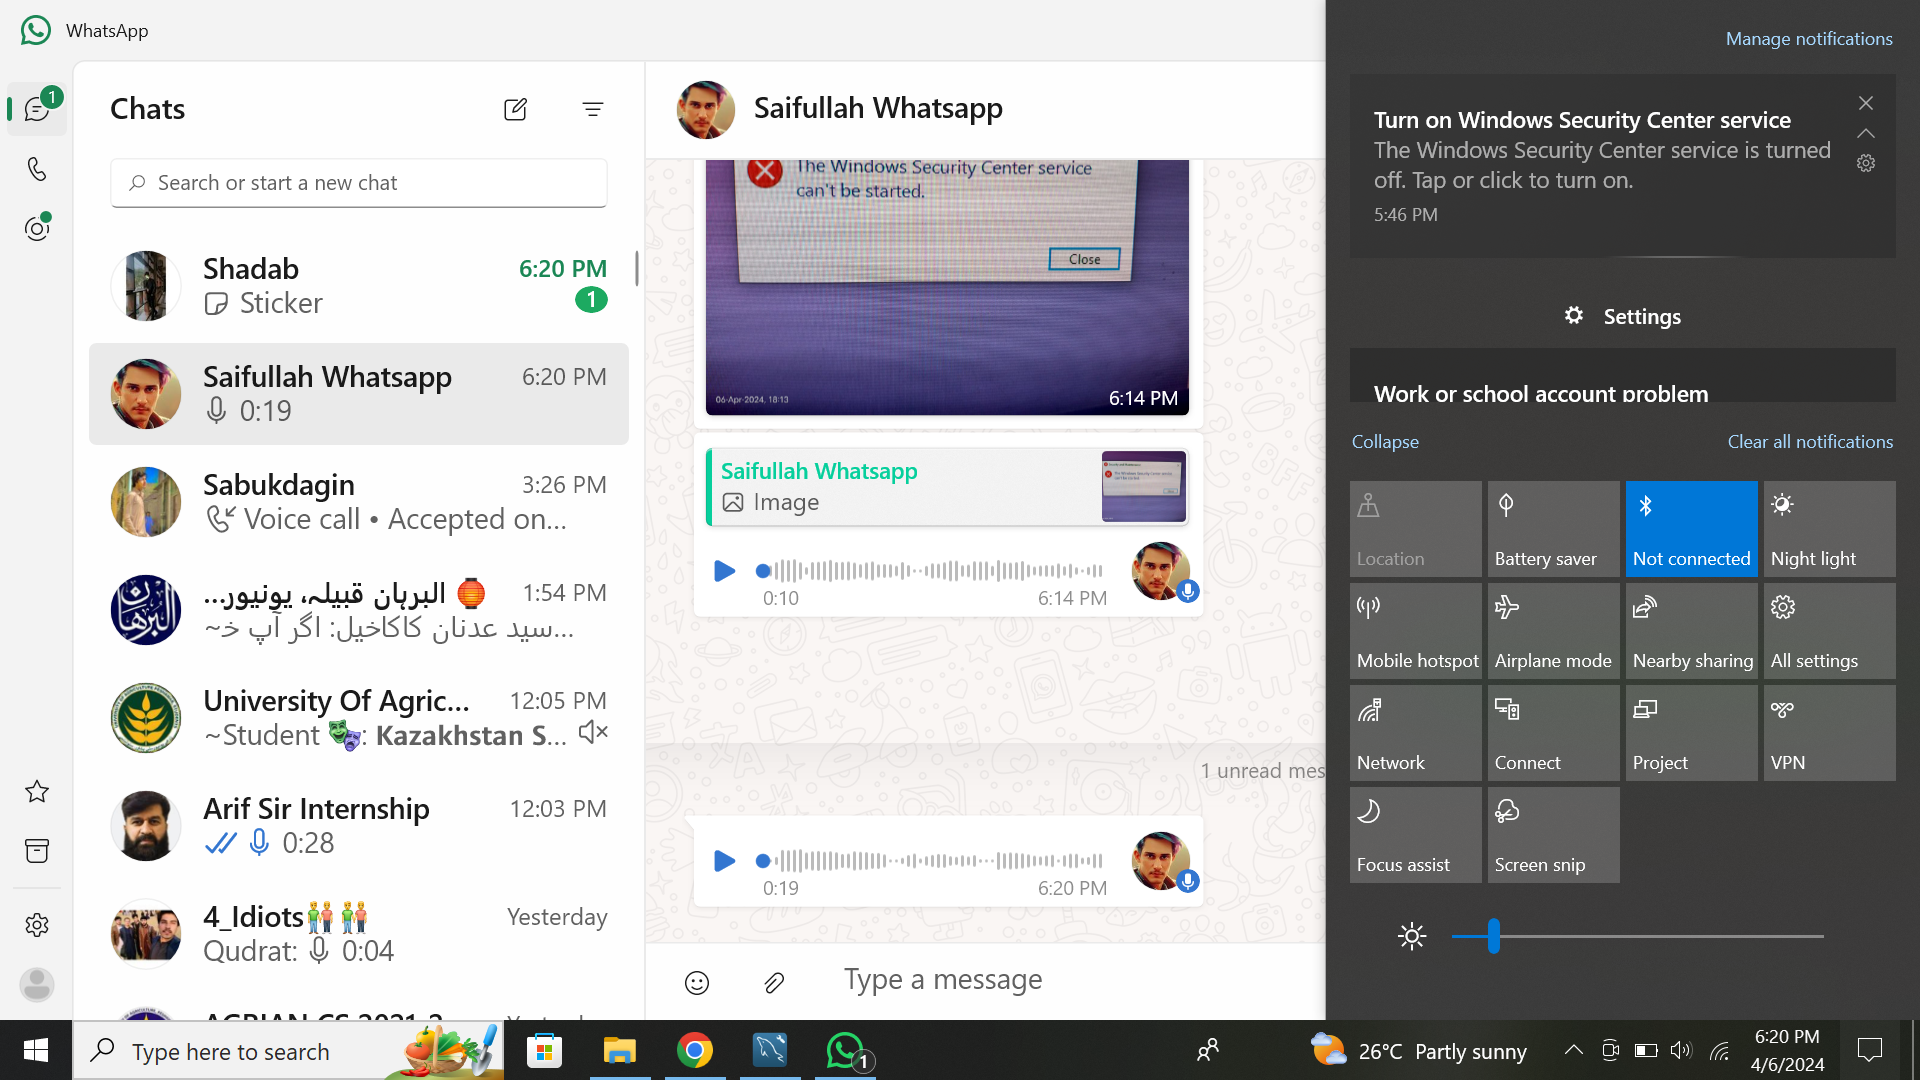 WhatsApp
1
Chats
Search or start a new chat
Shadab
6:20 PM
Sticker
1
Saifullah Whatsapp
6:20 PM
0:19
Sabukdagin
3:26 PM
Voice call • Accepted on...
🏮 البرہان قبیلہ، یونیور...
1:54 PM
~سید عدنان کاکاخیل: اگر آپ خ...
University Of Agric...
12:05 PM
~Student 🎭: Kazakhstan S...
Arif Sir Internship
12:03 PM
0:28
4_Idiots👬👬
Yesterday
Qudrat: 0:04
Saifullah Whatsapp
The Windows Security Center service
can't be started.
Close
06-Apr-2024, 18:13
6:14 PM
Saifullah Whatsapp
Image
0:10
6:14 PM
1 unread mes
0:19
6:20 PM
Type a message
Manage notifications
Turn on Windows Security Center service
The Windows Security Center service is turned
off. Tap or click to turn on.
5:46 PM
Settings
Work or school account problem
Collapse
Clear all notifications
Location
Battery saver
Not connected
Night light
Mobile hotspot
Airplane mode
Nearby sharing
All settings
Network
Connect
Project
VPN
Focus assist
Screen snip
Type here to search
1
26°C Partly sunny
6:20 PM
4/6/2024